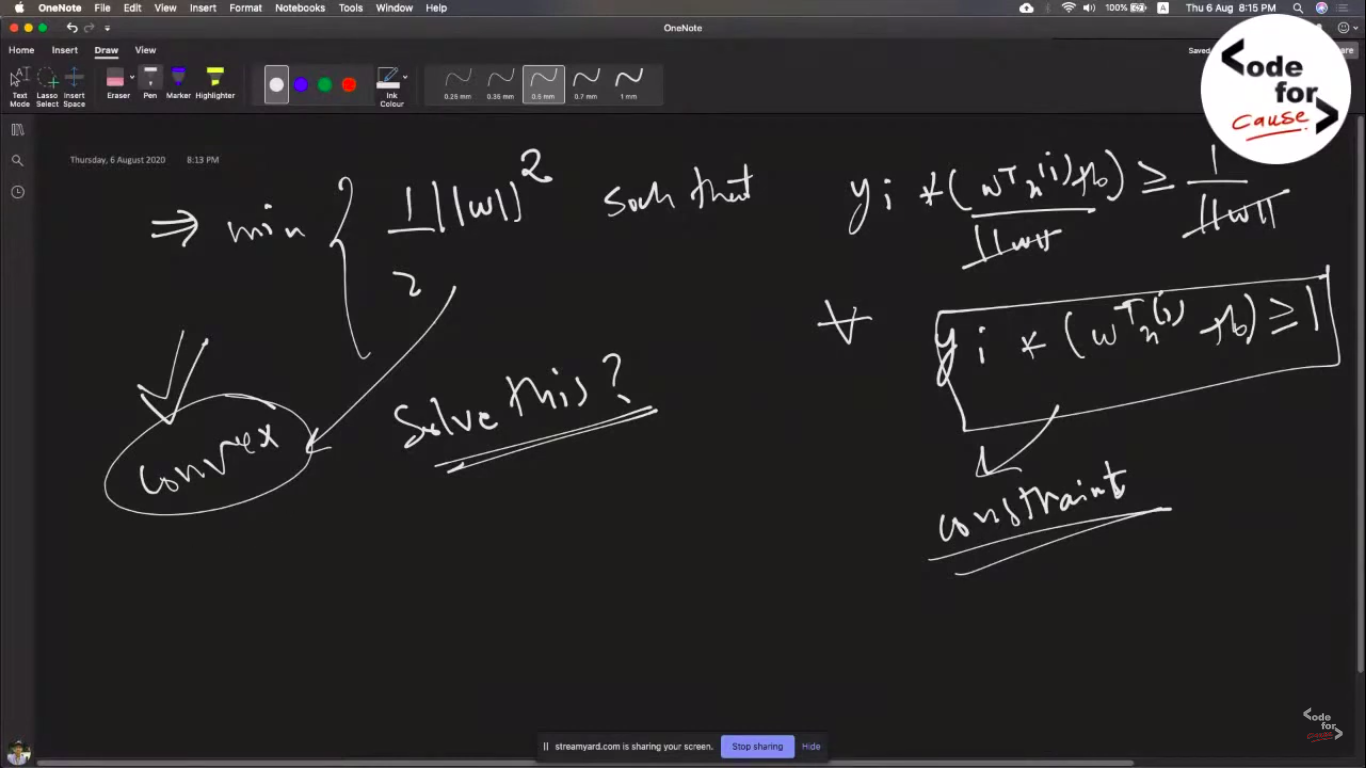 OneNote File Edit View Insert Format Notebooks Tools Window Help 100% A Thu 6 Aug 8:15 PM
OneNote
Home Insert Draw View Saved
Text Mode Lasso Select Insert Space Eraser Pen Marker Highlighter Ink Colour 0.25 mm 0.35 mm 0.5 mm 0.7 mm 1 mm
<ode for cause>
Thursday, 6 August 2020 8:13 PM
⇒ min { 1/2 ||w||² such that yi * (wᵀx⁽ⁱ⁾+b)/||w|| ≥ 1/||w||
∀ yi * (wᵀx⁽ⁱ⁾+b) ≥ 1
Solve this?
convex
constraint
<ode for cause>
streamyard.com is sharing your screen. Stop sharing Hide